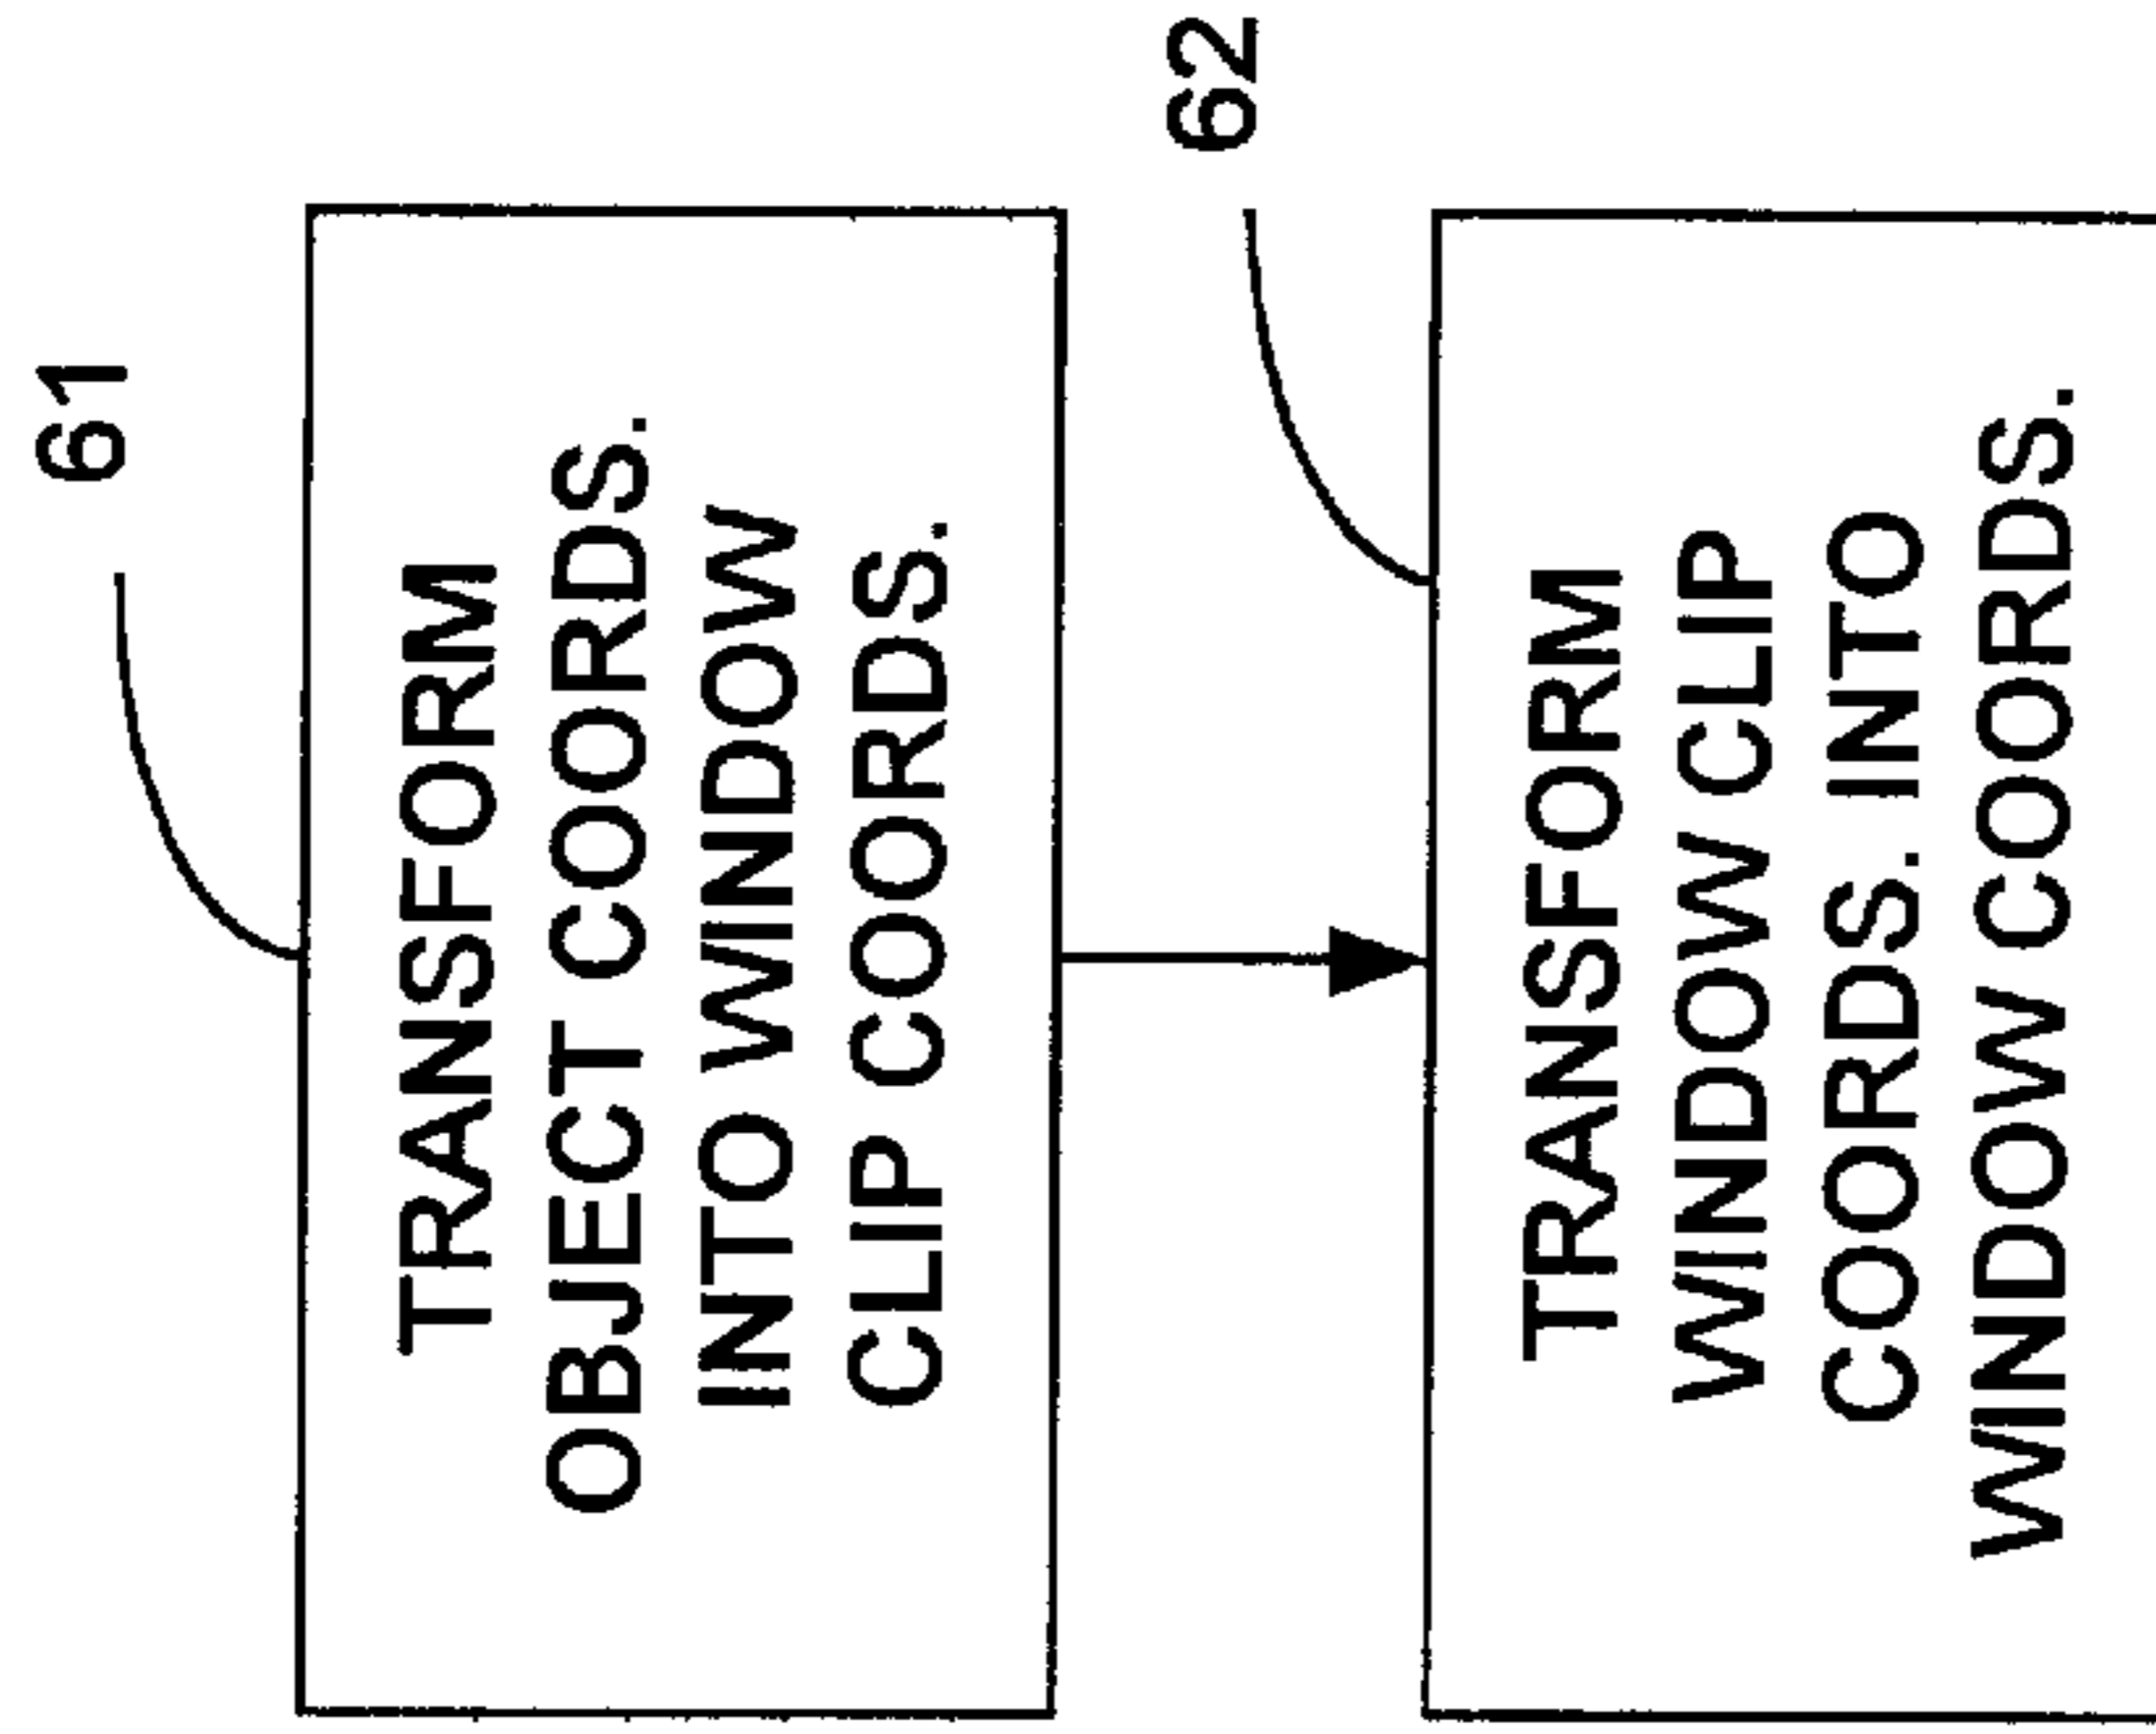 61
TRANSFORM
OBJECT COORDS.
INTO WINDOW
CLIP COORDS.
62
TRANSFORM
WINDOW CLIP
COORDS. INTO
WINDOW COORDS.